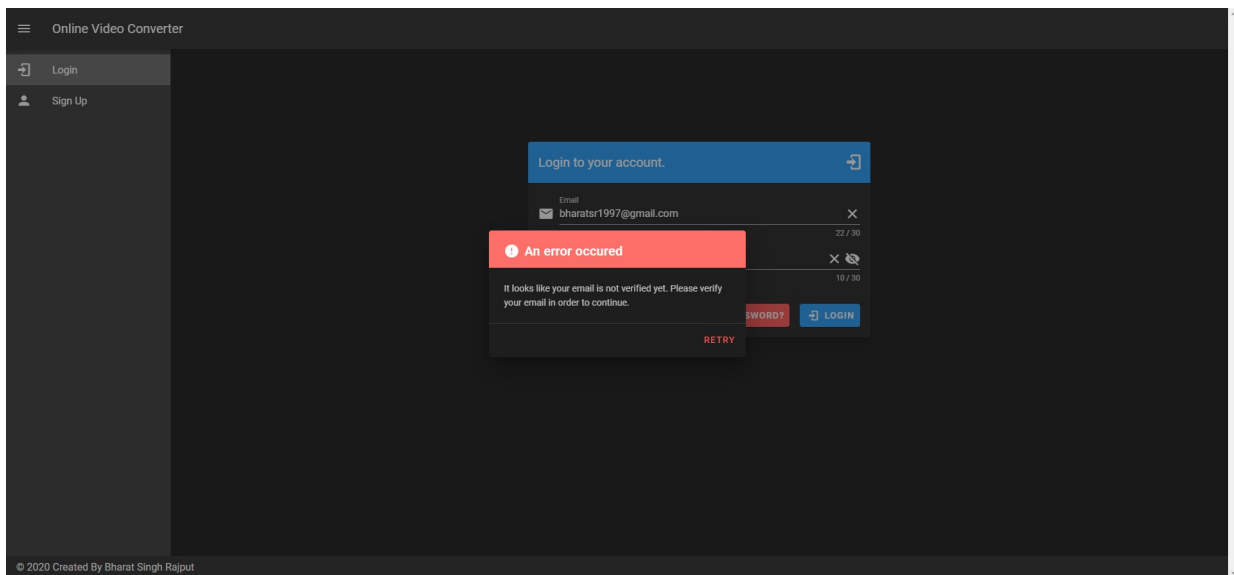 Online Video Converter
Login
Sign Up
Login to your account.
Email
bharatsr1997@gmail.com
22 / 30
An error occured
10 / 30
It looks like your email is not verified yet. Please verify
your email in order to continue.
SWORD?
LOGIN
RETRY
© 2020 Created By Bharat Singh Rajput